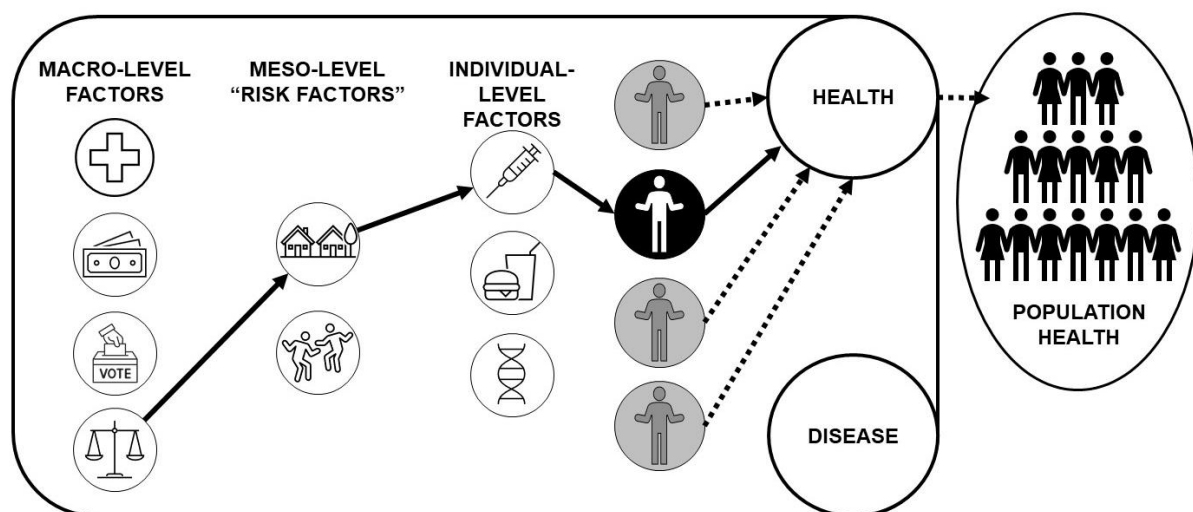 MACRO-LEVEL
FACTORS
MESO-LEVEL
“RISK FACTORS”
INDIVIDUAL-
LEVEL
FACTORS
HEALTH
VOTE
DISEASE
POPULATION
HEALTH